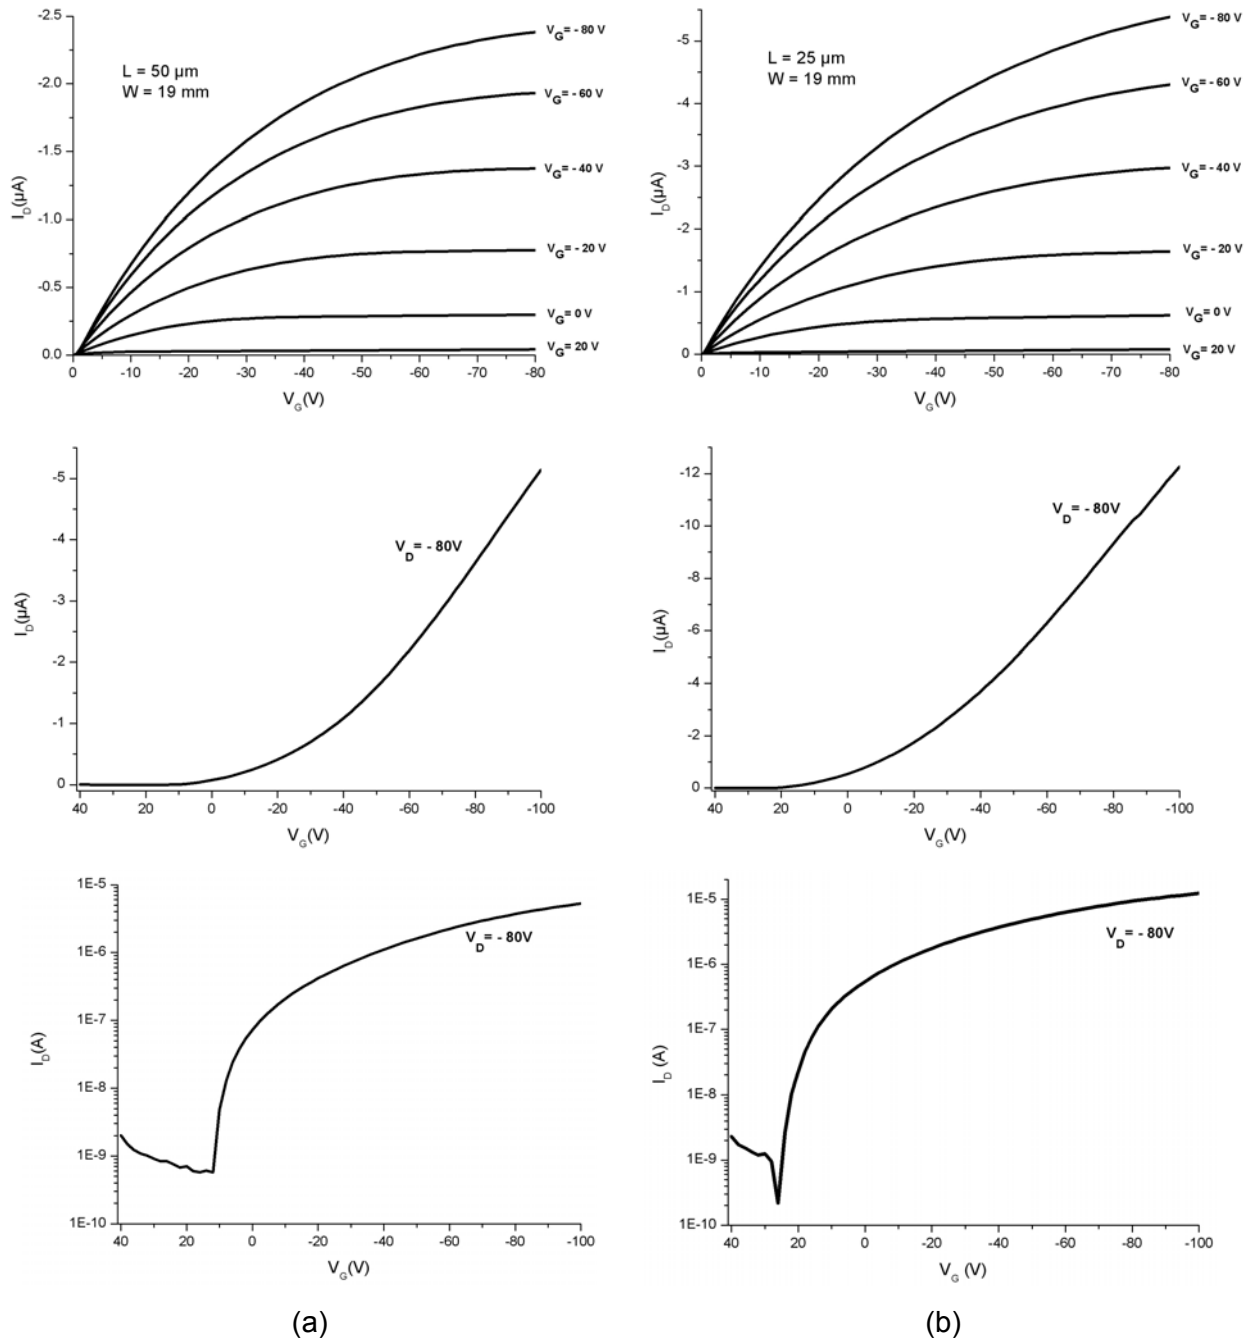 -2.5
-2.0
-1.5
-1.0
-0.5
0.0
I_D(µA)
L = 50 µm
W = 19 mm
V_G= - 80 V
V_G= - 60 V
V_G= - 40 V
V_G= - 20 V
V_G= 0 V
V_G= 20 V
0 -10 -20 -30 -40 -50 -60 -70 -80
V_G(V)
-5
-4
-3
-2
-1
0
I_D(µA)
L = 25 µm
W = 19 mm
V_G= - 80 V
V_G= - 60 V
V_G= - 40 V
V_G= - 20 V
V_G= 0 V
V_G= 20 V
0 -10 -20 -30 -40 -50 -60 -70 -80
V_G(V)
-5
-4
-3
-2
-1
0
I_D(µA)
V_D= - 80V
40 20 0 -20 -40 -60 -80 -100
V_G(V)
-12
-10
-8
-6
-4
-2
0
I_D(µA)
V_D= - 80V
40 20 0 -20 -40 -60 -80 -100
V_G(V)
1E-5
1E-6
1E-7
1E-8
1E-9
1E-10
I_D(A)
V_D= - 80V
40 20 0 -20 -40 -60 -80 -100
V_G(V)
1E-5
1E-6
1E-7
1E-8
1E-9
1E-10
I_D (A)
V_D= - 80V
40 20 0 -20 -40 -60 -80 -100
V_G (V)
(a)
(b)